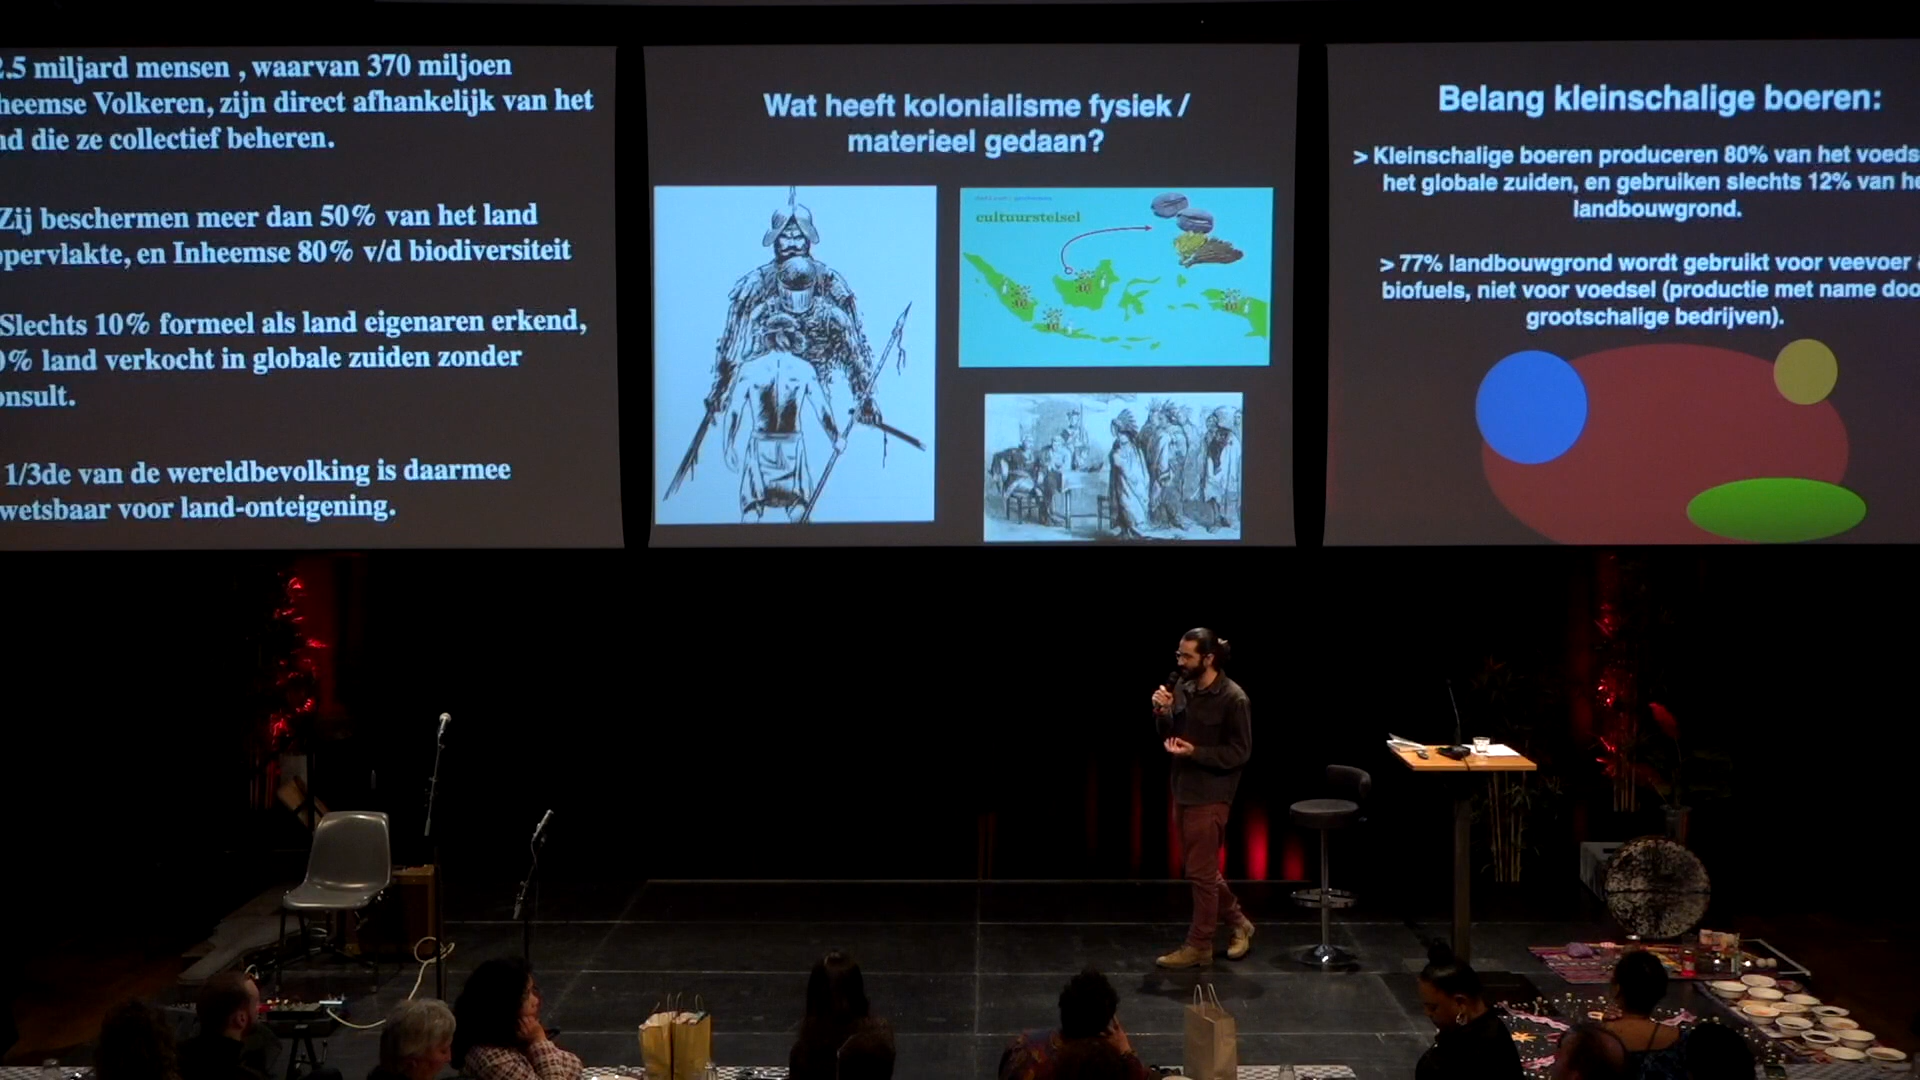 .5 miljard mensen , waarvan 370 miljoen
heemse Volkeren, zijn direct afhankelijk van het
nd die ze collectief beheren.
Zij beschermen meer dan 50% van het land
pervlakte, en Inheemse 80% v/d biodiversiteit
Slechts 10% formeel als land eigenaren erkend,
0% land verkocht in globale zuiden zonder
onsult.
1/3de van de wereldbevolking is daarmee
wetsbaar voor land-onteigening.
Wat heeft kolonialisme fysiek /
materieel gedaan?
cultuurstelsel
Belang kleinschalige boeren:
> Kleinschalige boeren produceren 80% van het voeds
het globale zuiden, en gebruiken slechts 12% van he
landbouwgrond.
> 77% landbouwgrond wordt gebruikt voor veevoer
biofuels, niet voor voedsel (productie met name doo
grootschalige bedrijven).